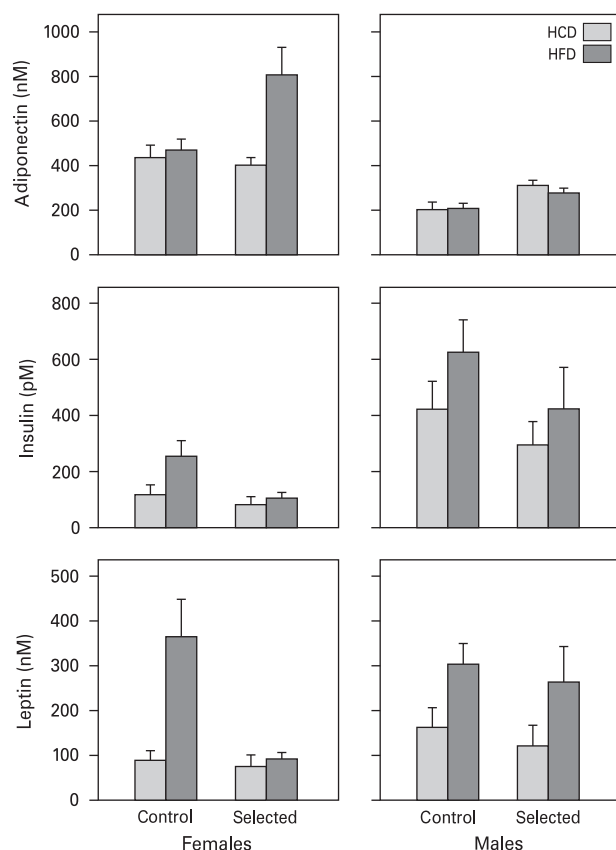 HCD
HFD
Adiponectin (nM)
1000
800
600
400
200
0
Insulin (pM)
800
600
400
200
0
Leptin (nM)
500
400
300
200
100
0
Control Selected Control Selected
Females Males